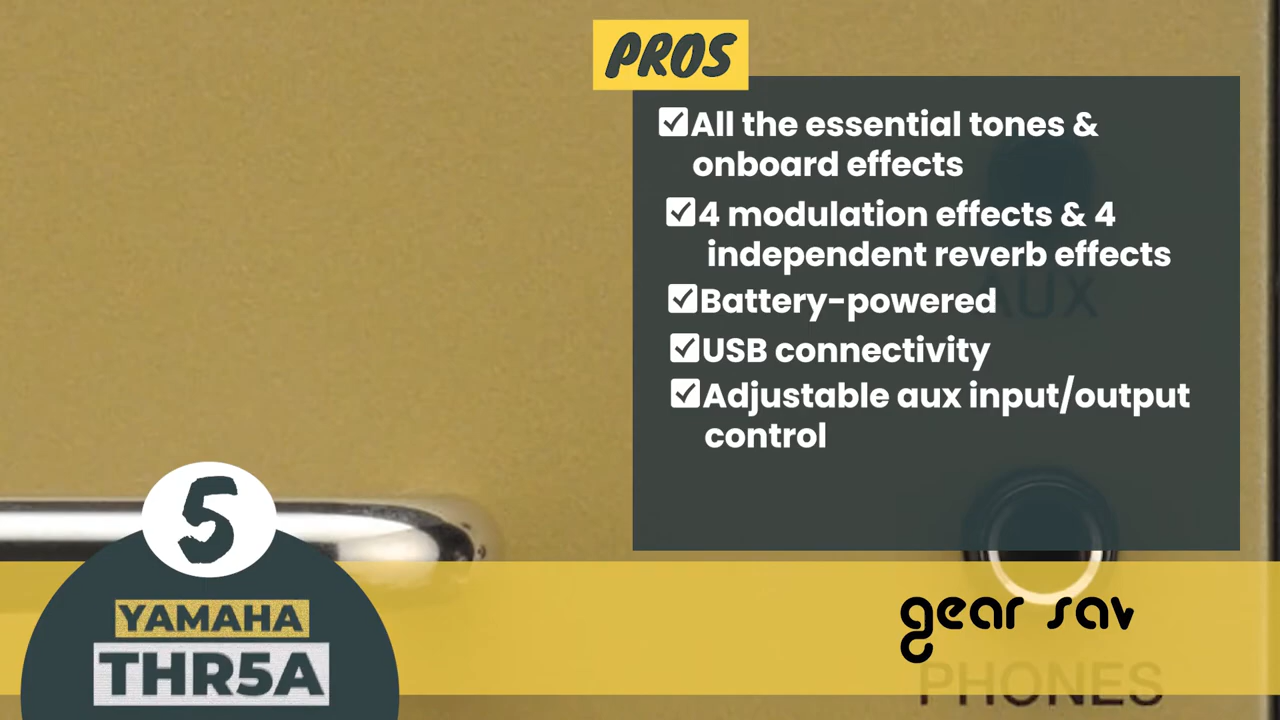 PROS
☑All the essential tones &
onboard effects
☑4 modulation effects & 4
independent reverb effects
☑Battery-powered
☑USB connectivity
☑Adjustable aux input/output
control
AUX
5
YAMAHA
THR5A
gear sav
PHONES